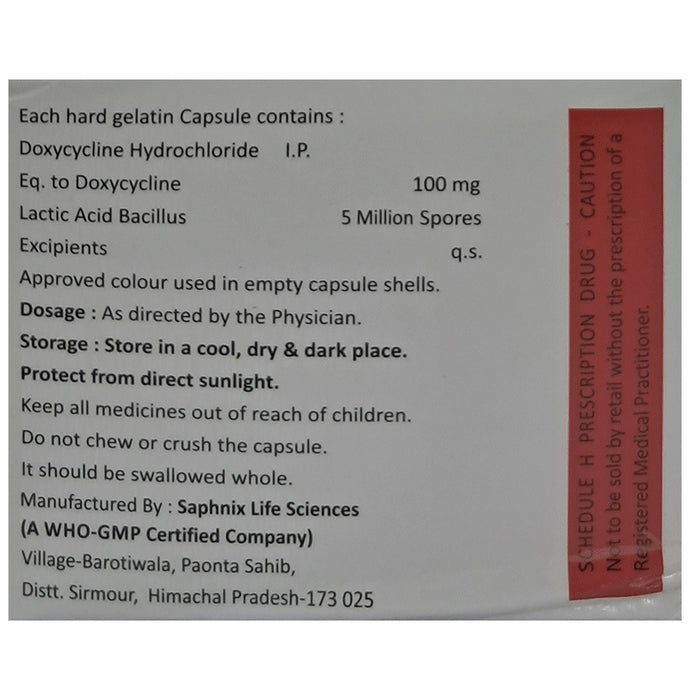 Each hard gelatin Capsule contains :
Doxycycline Hydrochloride I.P.
Eq. to Doxycycline 100 mg
Lactic Acid Bacillus 5 Million Spores
Excipients q.s.
Approved colour used in empty capsule shells.
Dosage : As directed by the Physician.
Storage : Store in a cool, dry & dark place.
Protect from direct sunlight.
Keep all medicines out of reach of children.
Do not chew or crush the capsule.
It should be swallowed whole.
Manufactured By : Saphnix Life Sciences
(A WHO-GMP Certified Company)
Village-Barotiwala, Paonta Sahib,
Distt. Sirmour, Himachal Pradesh-173 025
SCHEDULE H PRESCRIPTION DRUG - CAUTION
Not to be sold by retail without the prescription of a
Registered Medical Practitioner.